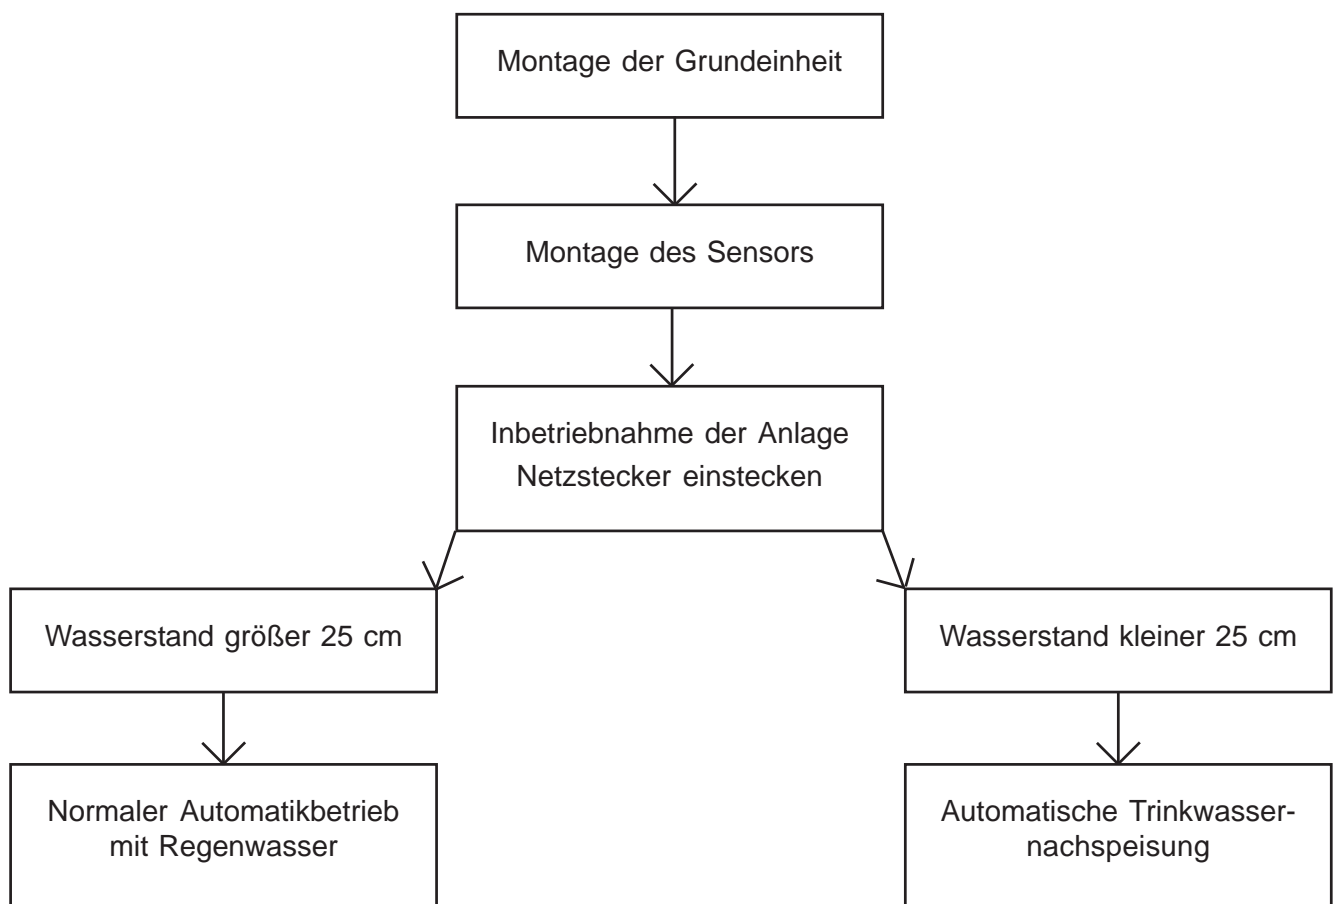 Montage der Grundeinheit
Montage des Sensors
Inbetriebnahme der Anlage
Netzstecker einstecken
Wasserstand größer 25 cm
Wasserstand kleiner 25 cm
Normaler Automatikbetrieb
mit Regenwasser
Automatische Trinkwasser-
nachspeisung